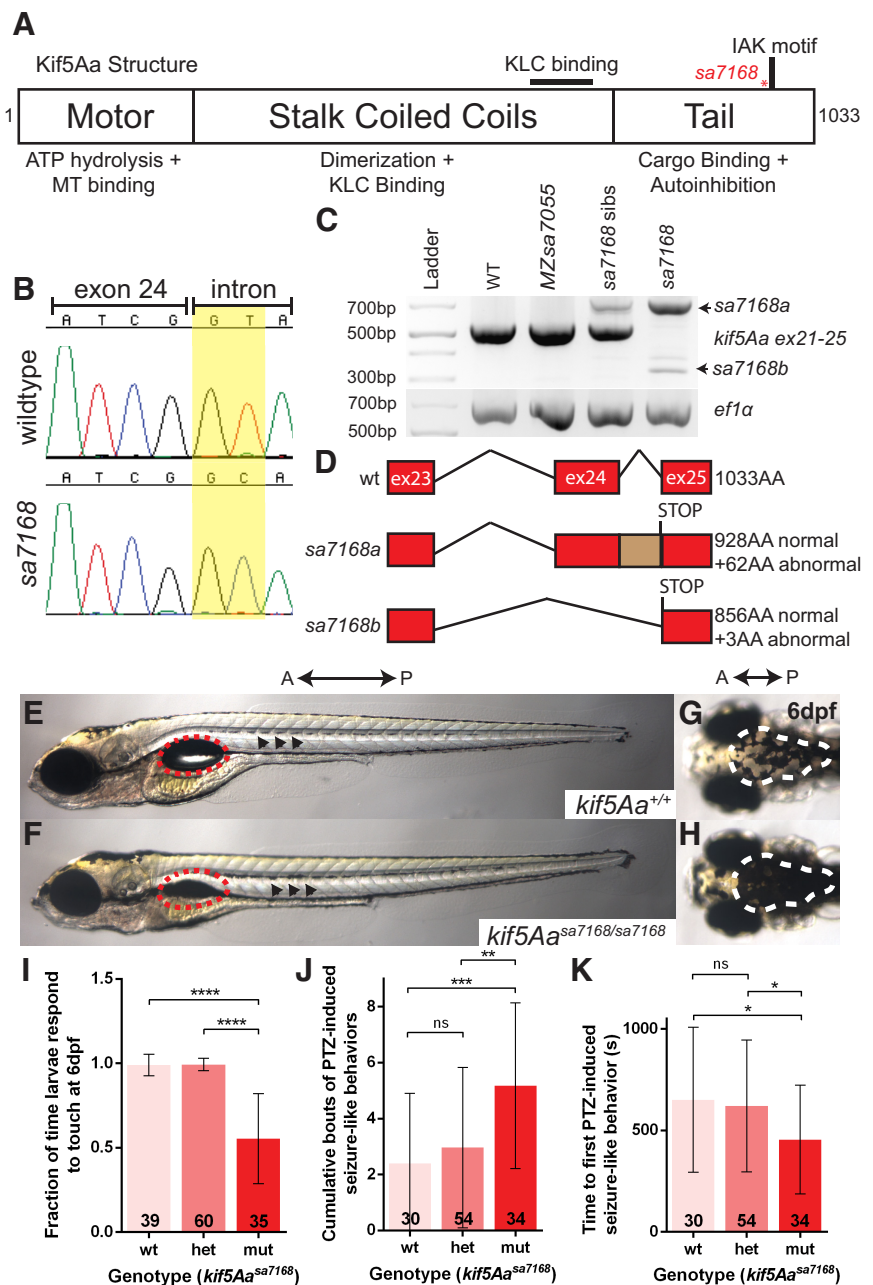 A
Kif5Aa Structure
KLC binding
IAK motif
sa7168
*
1
Motor
Stalk Coiled Coils
Tail
1033
ATP hydrolysis +
MT binding
Dimerization +
KLC Binding
Cargo Binding +
Autoinhibition
B
exon 24
intron
A T C G G T A
wildtype
A T C G G C A
sa7168
C
Ladder
WT
MZsa7055
sa7168 sibs
sa7168
700bp
500bp
300bp
700bp
500bp
sa7168a
kif5Aa ex21-25
sa7168b
ef1α
D
wt
ex23
ex24
ex25
1033AA
STOP
sa7168a
928AA normal
+62AA abnormal
STOP
sa7168b
856AA normal
+3AA abnormal
A
P
A
P
E
kif5Aa+/+
F
kif5Aasa7168/sa7168
G
6dpf
H
I
Fraction of time larvae respond
to touch at 6dpf
1.5
1.0
0.5
0.0
****
****
39
60
35
wt
het
mut
Genotype (kif5Aasa7168)
J
Cumulative bouts of PTZ-induced
seizure-like behaviors
8
6
4
2
0
**
***
ns
30
54
34
wt
het
mut
Genotype (kif5Aasa7168)
K
Time to first PTZ-induced
seizure-like behavior (s)
1000
500
0
ns
*
*
30
54
34
wt
het
mut
Genotype (kif5Aasa7168)